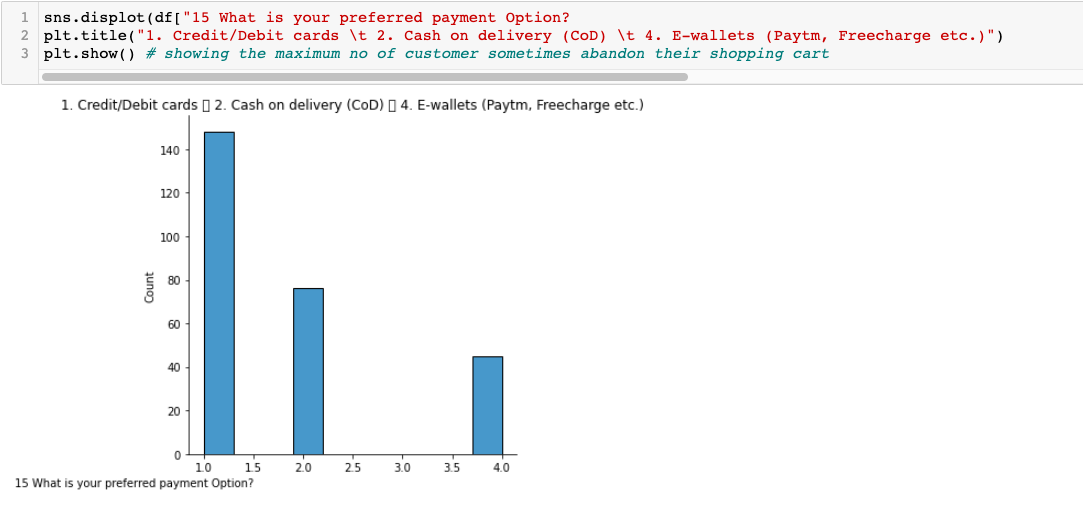 1 sns.displot(df["15 What is your preferred payment Option?
2 plt.title("1. Credit/Debit cards \t 2. Cash on delivery (CoD) \t 4. E-wallets (Paytm, Freecharge etc.)")
3 plt.show() # showing the maximum no of customer sometimes abandon their shopping cart
1. Credit/Debit cards ▯ 2. Cash on delivery (CoD) ▯ 4. E-wallets (Paytm, Freecharge etc.)
140
120
100
80
60
40
20
0
Count
1.0 1.5 2.0 2.5 3.0 3.5 4.0
15 What is your preferred payment Option?